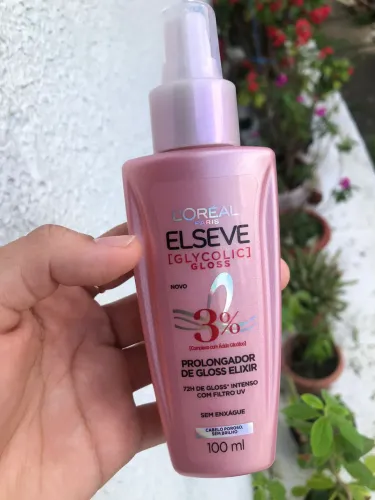 L'ORÉAL
PARIS
ELSEVE
[GLYCOLIC]
GLOSS
NOVO
3%
[Complexo com Ácido Glicólico]
PROLONGADOR
DE GLOSS ELIXIR
72H DE GLOSS* INTENSO
COM FILTRO UV
SEM ENXÁGUE
CABELO POROSO,
SEM BRILHO
100 ml